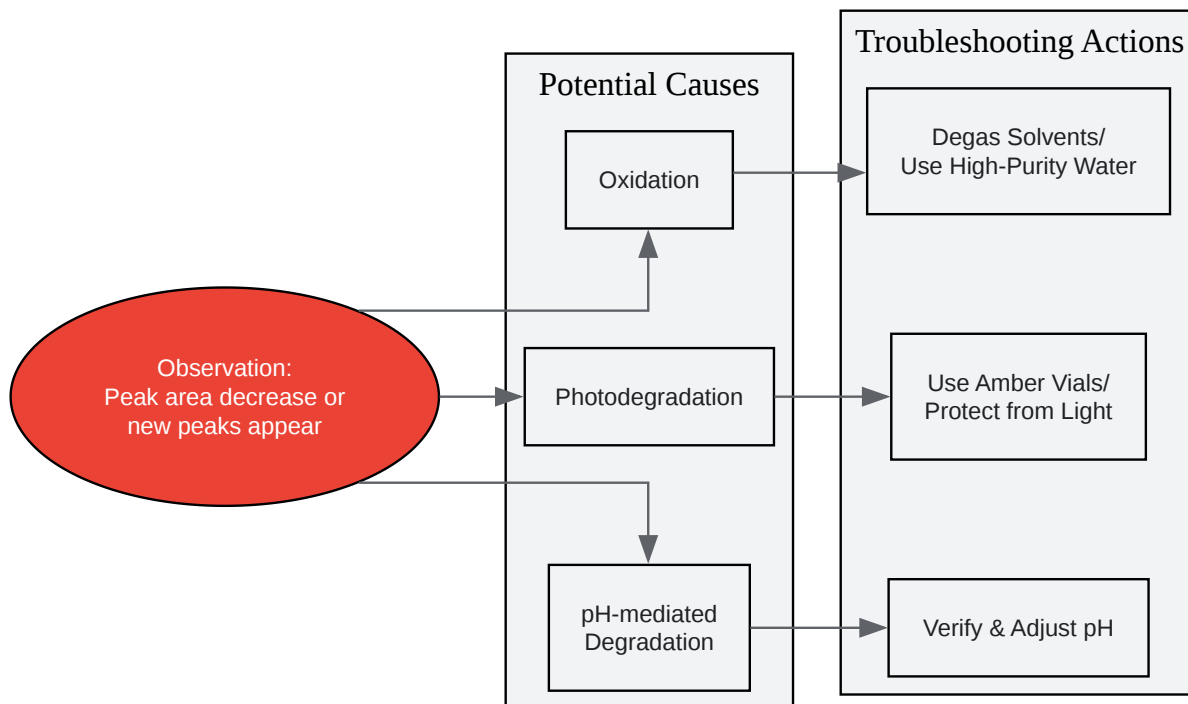 Troubleshooting Actions
Potential Causes
Degas Solvents/
Use High-Purity Water
Oxidation
Observation:
Peak area decrease or
new peaks appear
Photodegradation
Use Amber Vials/
Protect from Light
pH-mediated
Degradation
Verify & Adjust pH